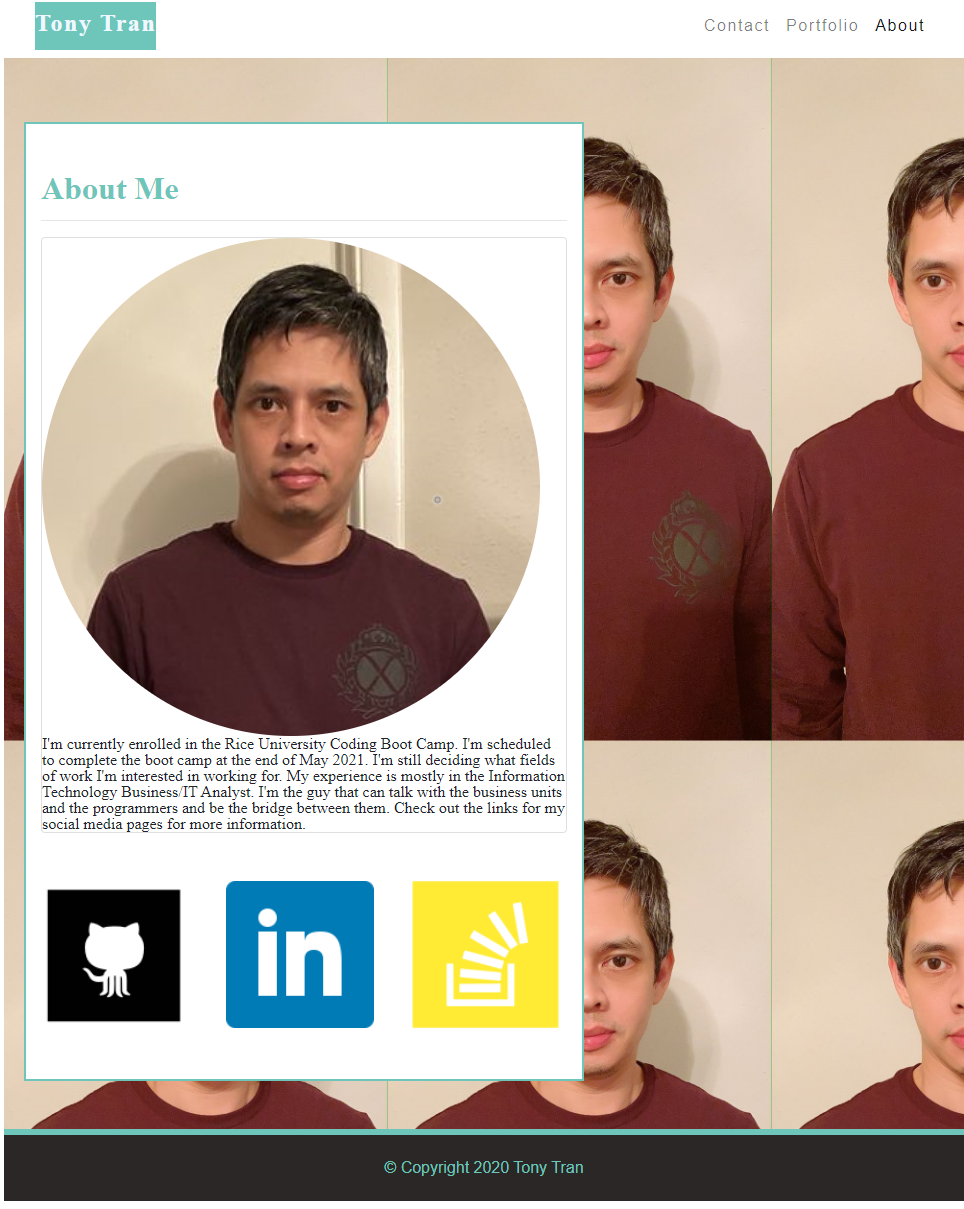 Tony Tran
Contact Portfolio About
About Me
I'm currently enrolled in the Rice University Coding Boot Camp. I'm scheduled
to complete the boot camp at the end of May 2021. I'm still deciding what fields
of work I'm interested in working for. My experience is mostly in the Information
Technology Business/IT Analyst. I'm the guy that can talk with the business units
and the programmers and be the bridge between them. Check out the links for my
social media pages for more information.
in
© Copyright 2020 Tony Tran